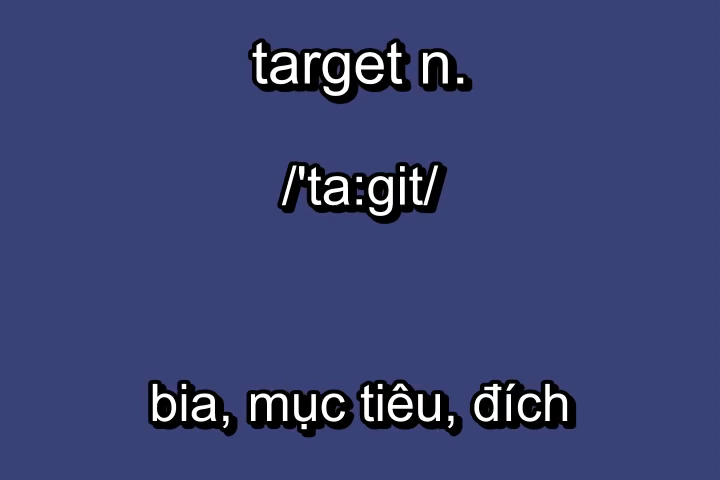 target n.
/'ta:git/
bia, mục tiêu, đích